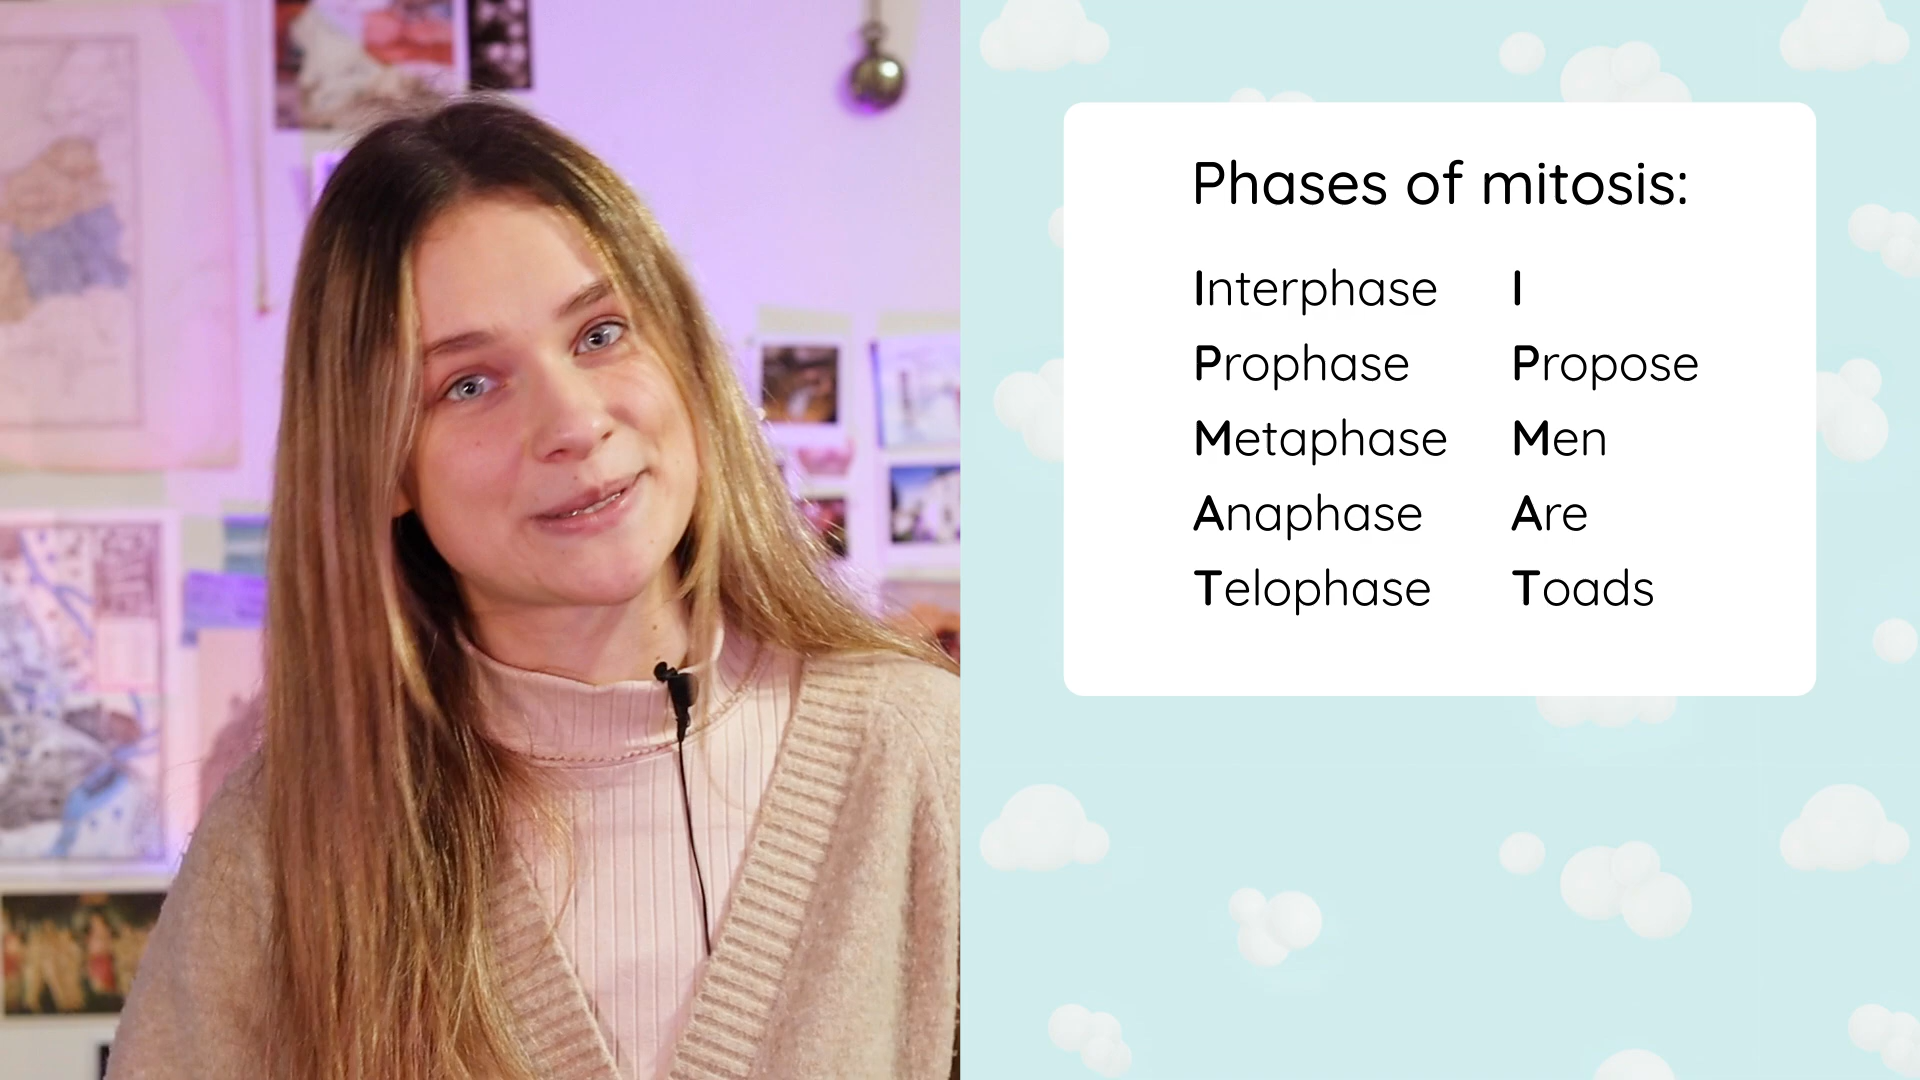 Phases of mitosis:
Interphase I
Prophase Propose
Metaphase Men
Anaphase Are
Telophase Toads